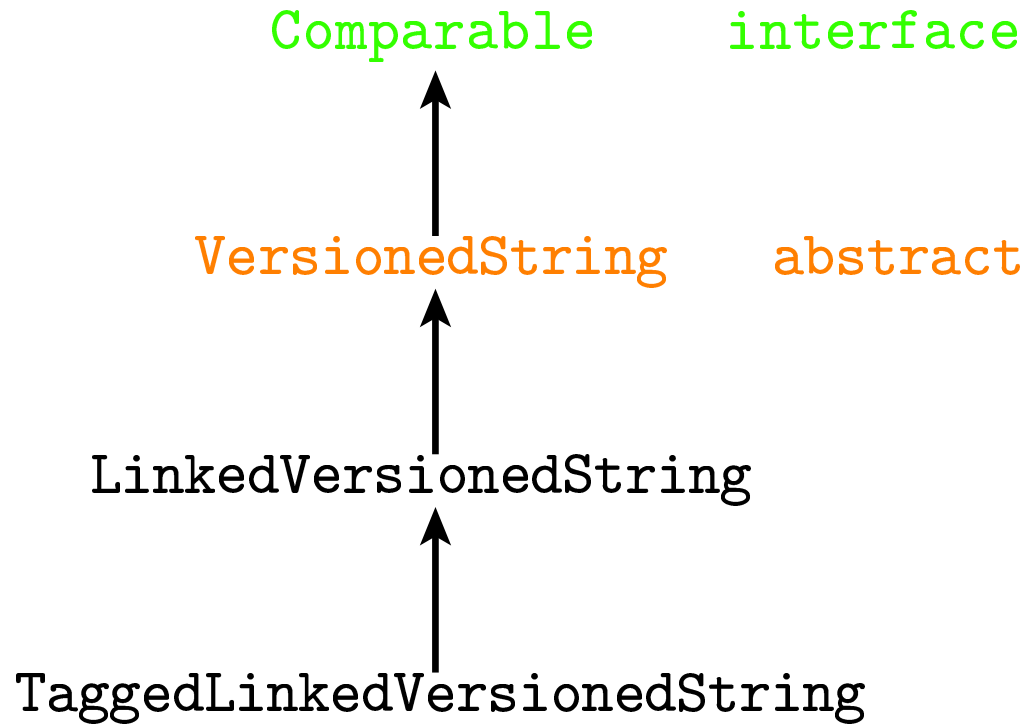 Comparable interface
VersionedString abstract
LinkedVersionedString
TaggedLinkedVersionedString